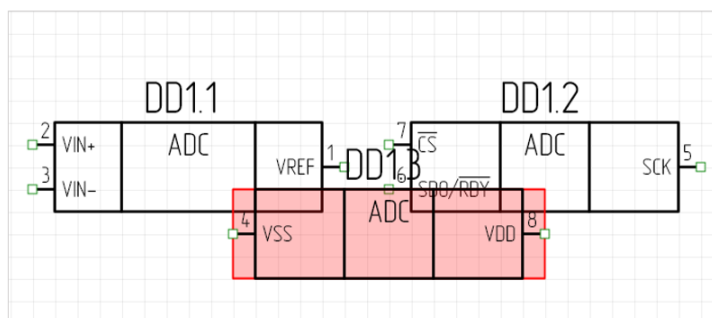 DD1.1
2 VIN+
ADC
VREF 1
3 VIN-
DD1.2
7 CS
ADC
SCK 5
6 SDO/RDY
DD1.3
ADC
4 VSS
VDD 8